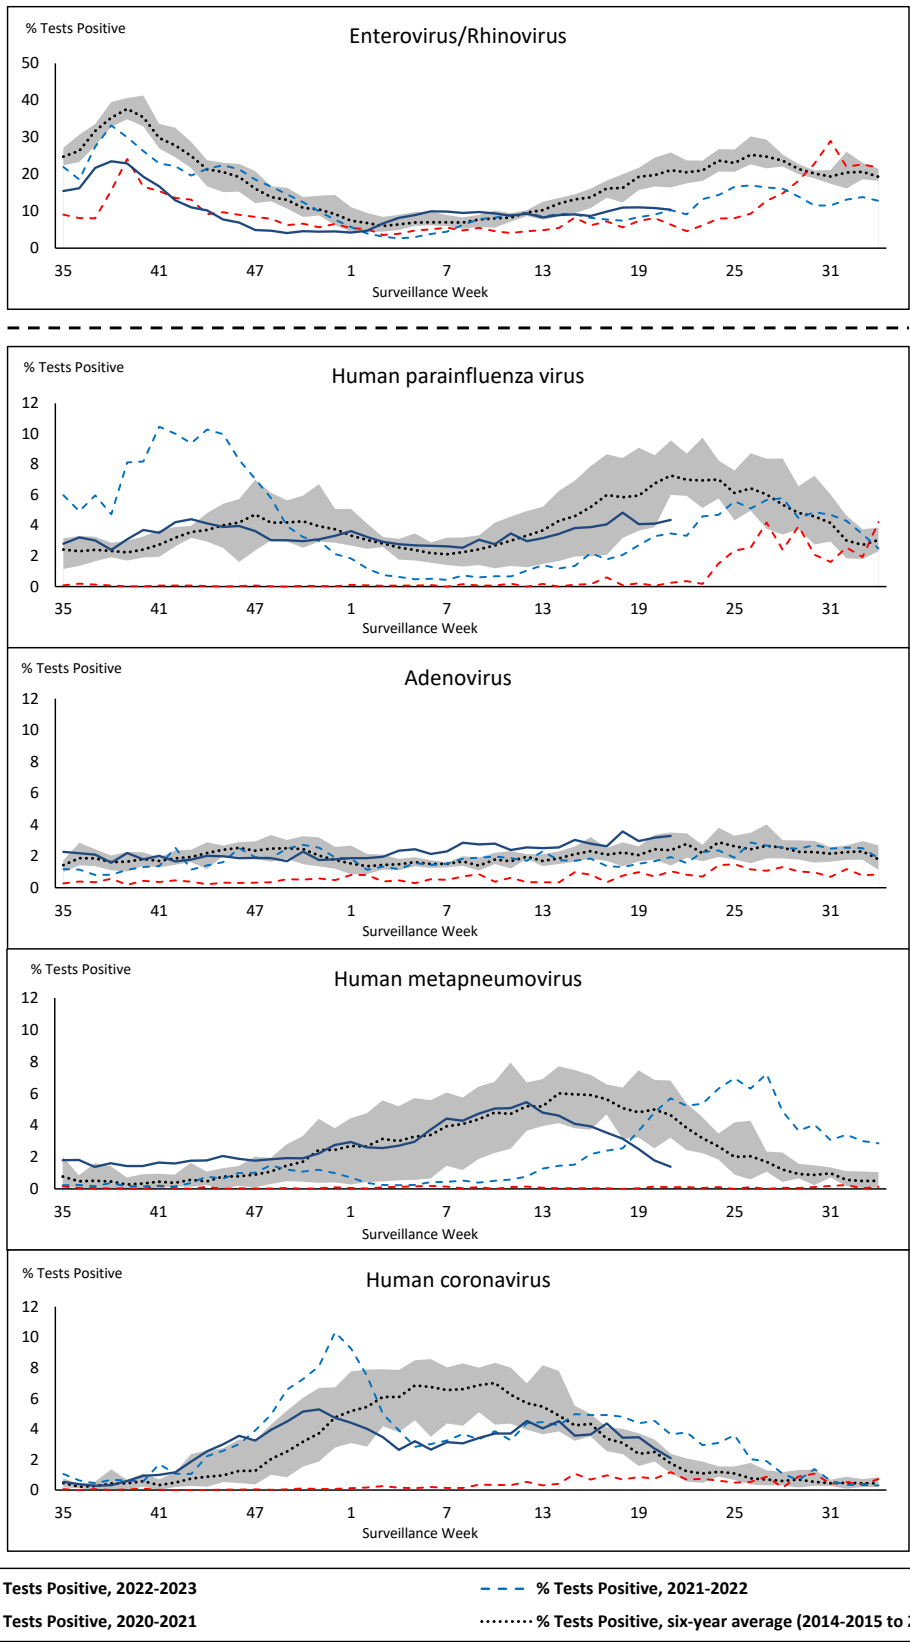 % Tests Positive
Enterovirus/Rhinovirus
50
40
30
20
10
0
35 41 47 1 7 13 19 25 31
Surveillance Week
% Tests Positive
Human parainfluenza virus
12
10
8
6
4
2
0
35 41 47 1 7 13 19 25 31
Surveillance Week
% Tests Positive
Adenovirus
12
10
8
6
4
2
0
35 41 47 1 7 13 19 25 31
Surveillance Week
% Tests Positive
Human metapneumovirus
12
10
8
6
4
2
0
35 41 47 1 7 13 19 25 31
Surveillance Week
% Tests Positive
Human coronavirus
12
10
8
6
4
2
0
35 41 47 1 7 13 19 25 31
Surveillance Week
Tests Positive, 2022-2023 % Tests Positive, 2021-2022
Tests Positive, 2020-2021 % Tests Positive, six-year average (2014-2015 to